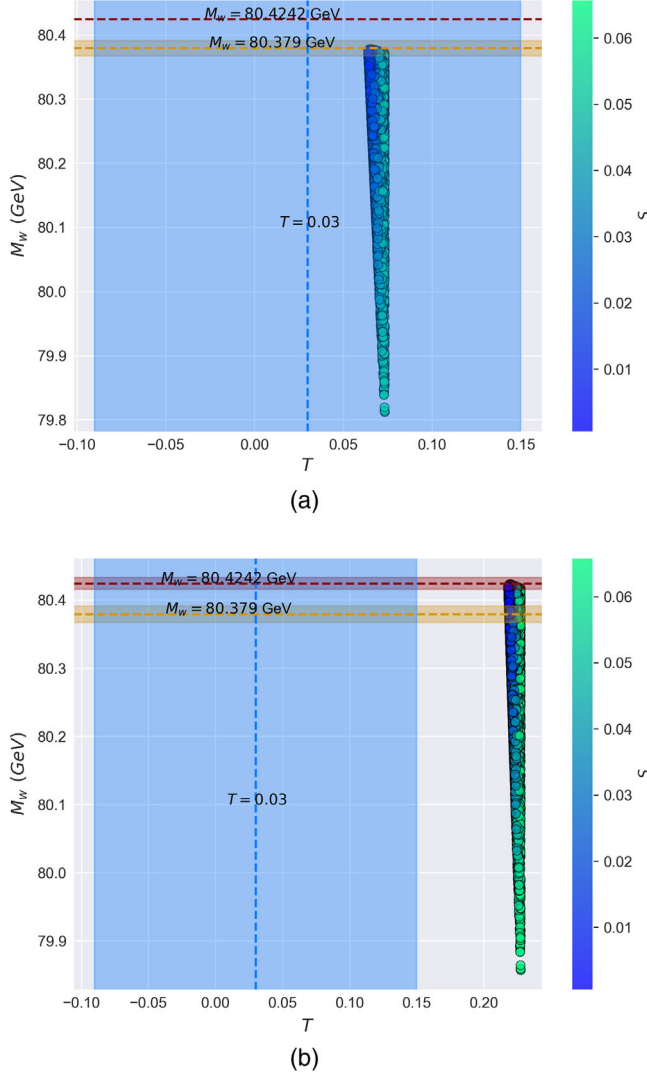 M_w = 80.4242 GeV
M_w = 80.379 GeV
T = 0.03
80.4
80.3
80.2
80.1
80.0
79.9
79.8
M_w (GeV)
−0.10 −0.05 0.00 0.05 0.10 0.15
T
0.06
0.05
0.04
0.03
0.02
0.01
S
(a)
M_w = 80.4242 GeV
M_w = 80.379 GeV
T = 0.03
80.4
80.3
80.2
80.1
80.0
79.9
M_w (GeV)
−0.10 −0.05 0.00 0.05 0.10 0.15 0.20
T
0.06
0.05
0.04
0.03
0.02
0.01
S
(b)